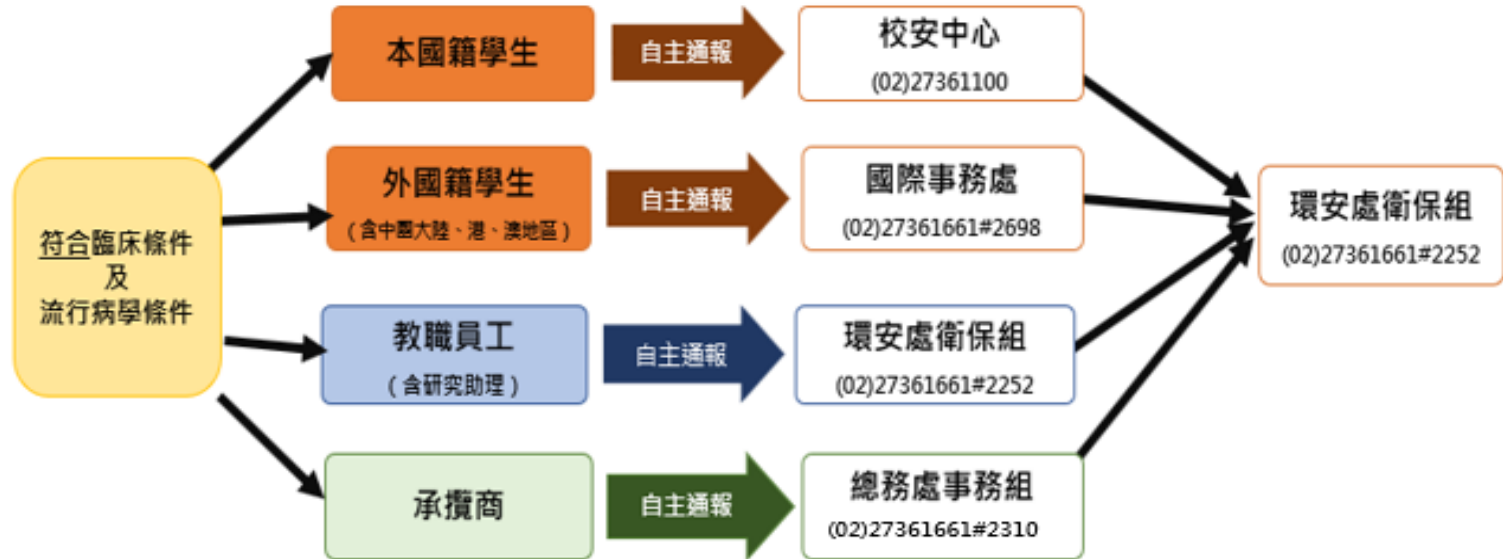 符合臨床條件
及
流行病學條件
本國籍學生
自主通報
校安中心
(02)27361100
外國籍學生
(含中國大陸、港、澳地區)
自主通報
國際事務處
(02)27361661#2698
教職員工
(含研究助理)
自主通報
環安處衛保組
(02)27361661#2252
承攬商
自主通報
總務處事務組
(02)27361661#2310
環安處衛保組
(02)27361661#2252